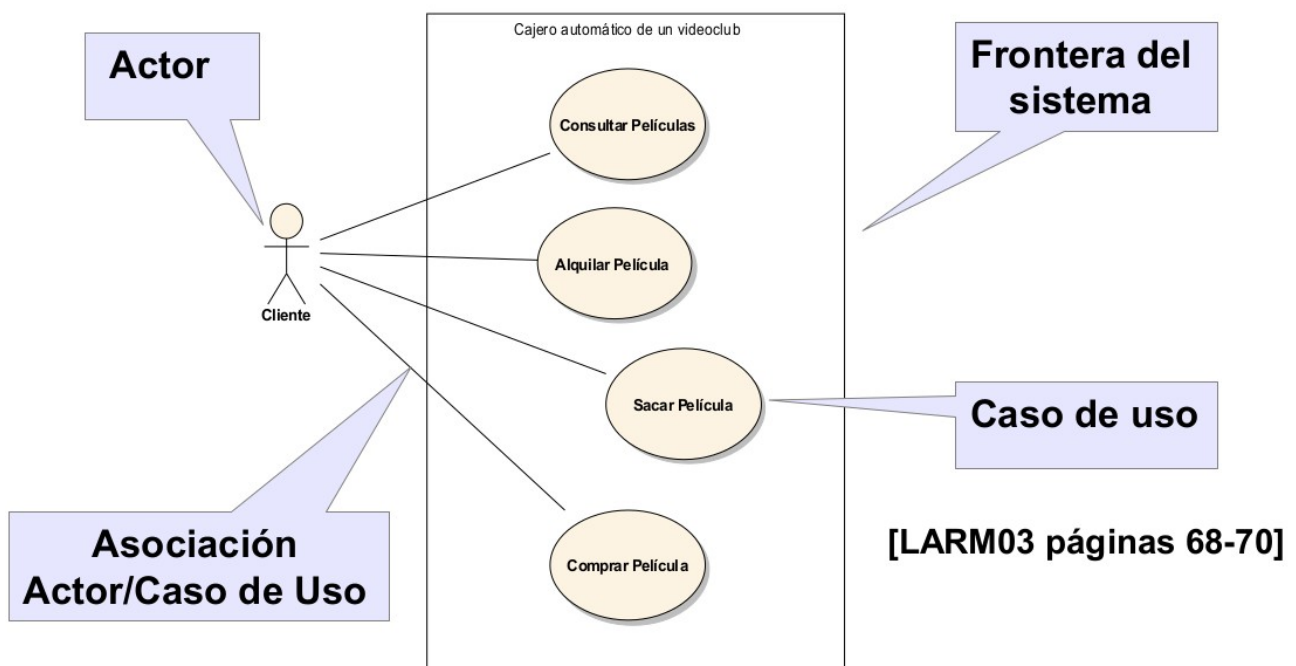 Cajero automático de un videoclub
Actor
Frontera del
sistema
Consultar Películas
Alquilar Película
Cliente
Sacar Película
Caso de uso
Asociación
Actor/Caso de Uso
Comprar Película
[LARM03 páginas 68-70]